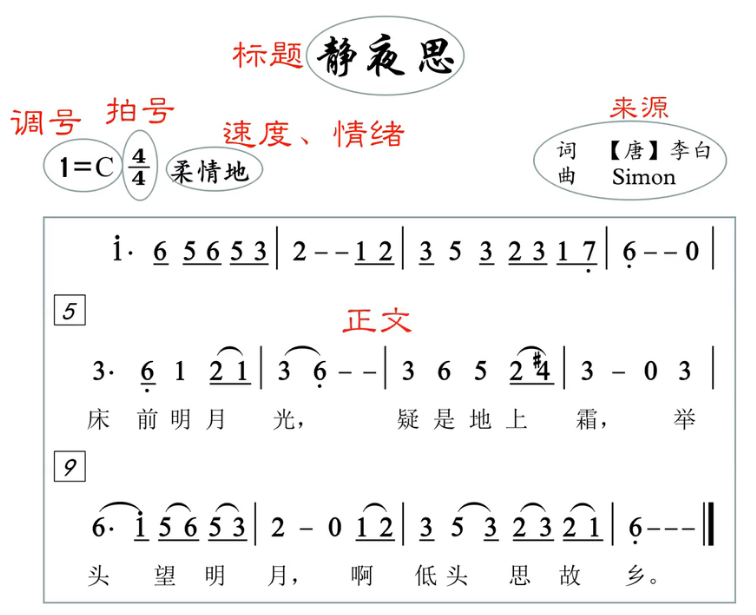 标题 静夜思
调号 拍号 速度、情绪 来源
1=C 4/4 柔情地 词 【唐】李白
曲 Simon
i· 6 5 6 5 3 | 2 - - 1 2 | 3 5 3 2 3 1 7 | 6 - - 0 |
5
正文
3· 6 1 2 1 | 3 6 - - | 3 6 5 2 #4 | 3 - 0 3 |
床 前 明 月 光, 疑 是 地 上 霜, 举
9
6· i 5 6 5 3 | 2 - 0 1 2 | 3 5 3 2 3 2 1 | 6 - - - ‖
头 望 明 月, 啊 低 头 思 故 乡。